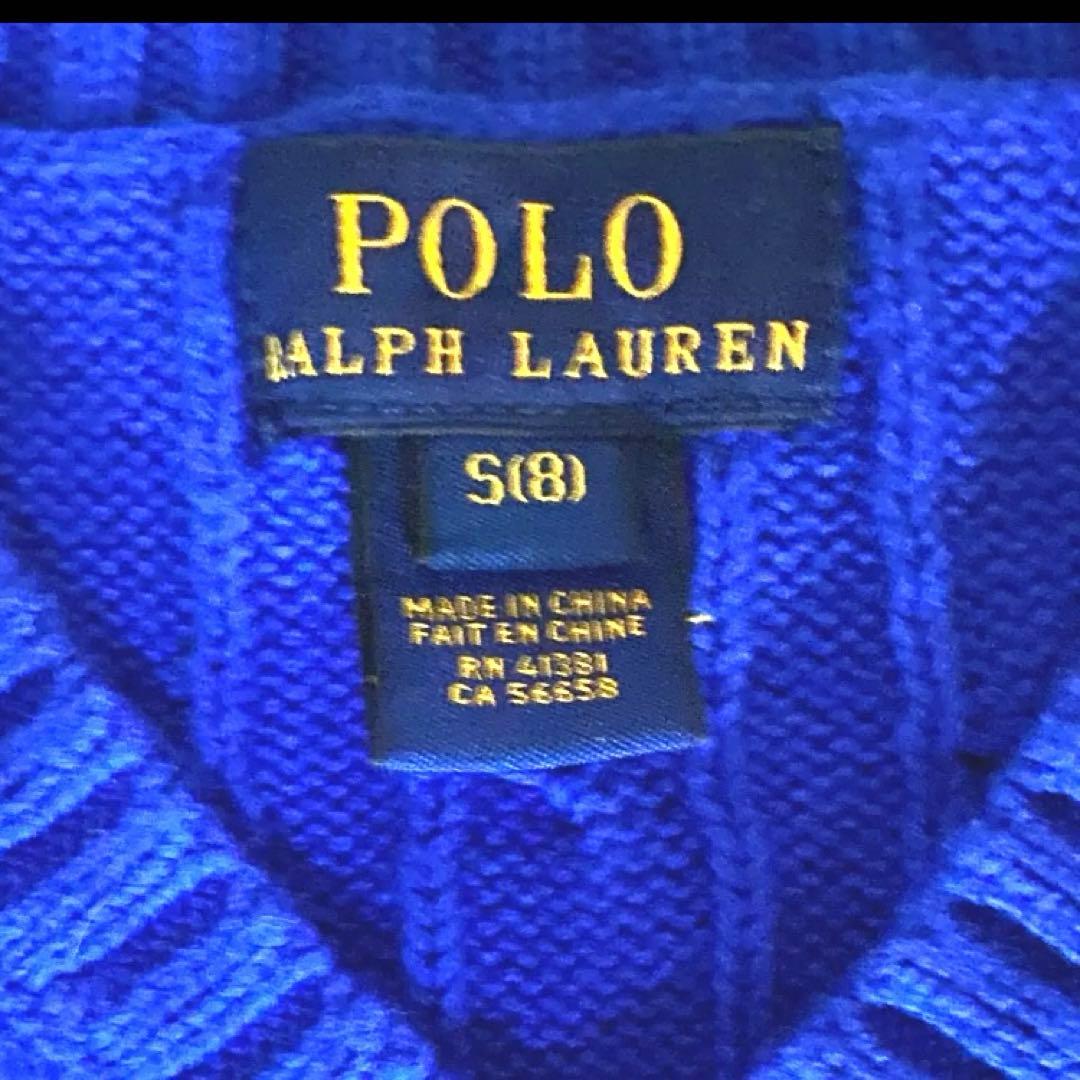 POLO
RALPH LAUREN
S(8)
MADE IN CHINA
FAIT EN CHINE
RN 41381
CA 56658